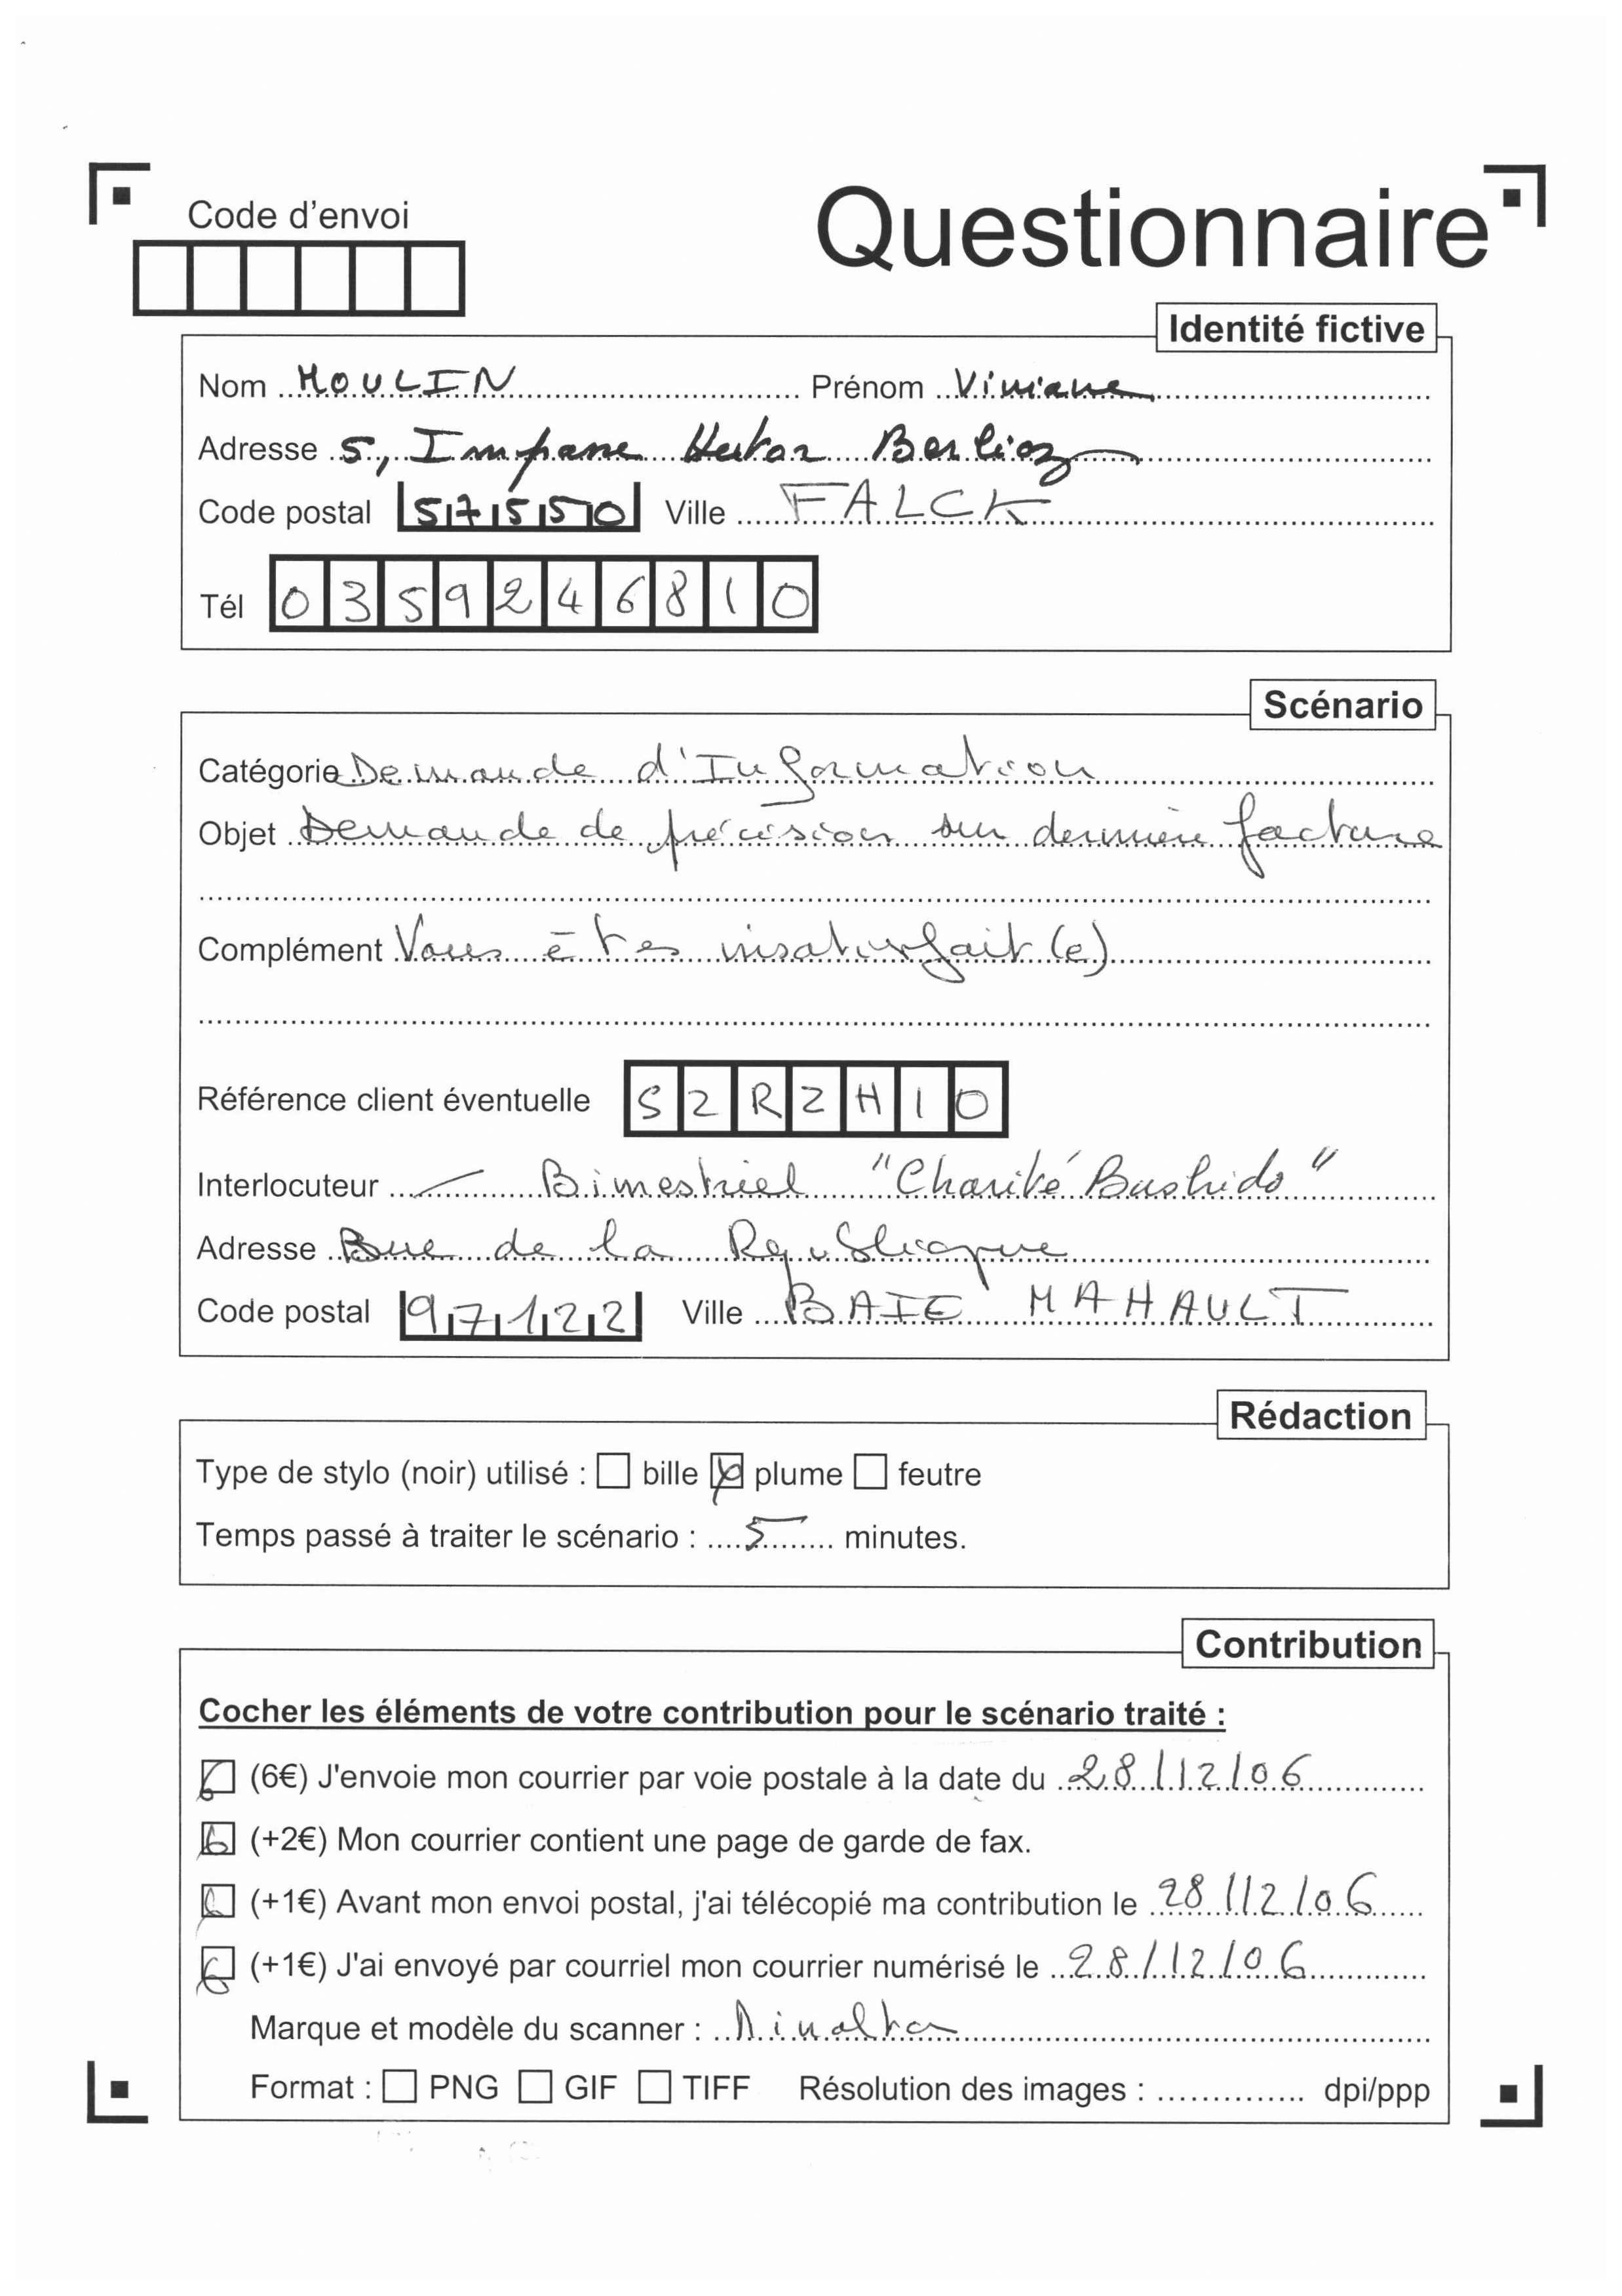 Code d'envoi
Questionnaire
Identité fictive
Nom MOULIN Prénom Viviane
Adresse 5, Impasse Hector Berlioz
Code postal 57550 Ville FALCK
Tél 0359246810
Scénario
Catégorie Demande d'Information
Objet Demande de précision sur dernière facture
Complément Vous êtes insatisfait(e)
Référence client éventuelle S2RZH10
Interlocuteur Bimestriel "Charité Bushido"
Adresse Rue de la République
Code postal 97122 Ville BAIE MAHAULT
Rédaction
Type de stylo (noir) utilisé : bille plume feutre
Temps passé à traiter le scénario : 5 minutes.
Contribution
Cocher les éléments de votre contribution pour le scénario traité :
(6€) J'envoie mon courrier par voie postale à la date du 28/12/06
(+2€) Mon courrier contient une page de garde de fax.
(+1€) Avant mon envoi postal, j'ai télécopié ma contribution le 28/12/06
(+1€) J'ai envoyé par courriel mon courrier numérisé le 28/12/06
Marque et modèle du scanner :
Format : PNG GIF TIFF Résolution des images : dpi/ppp